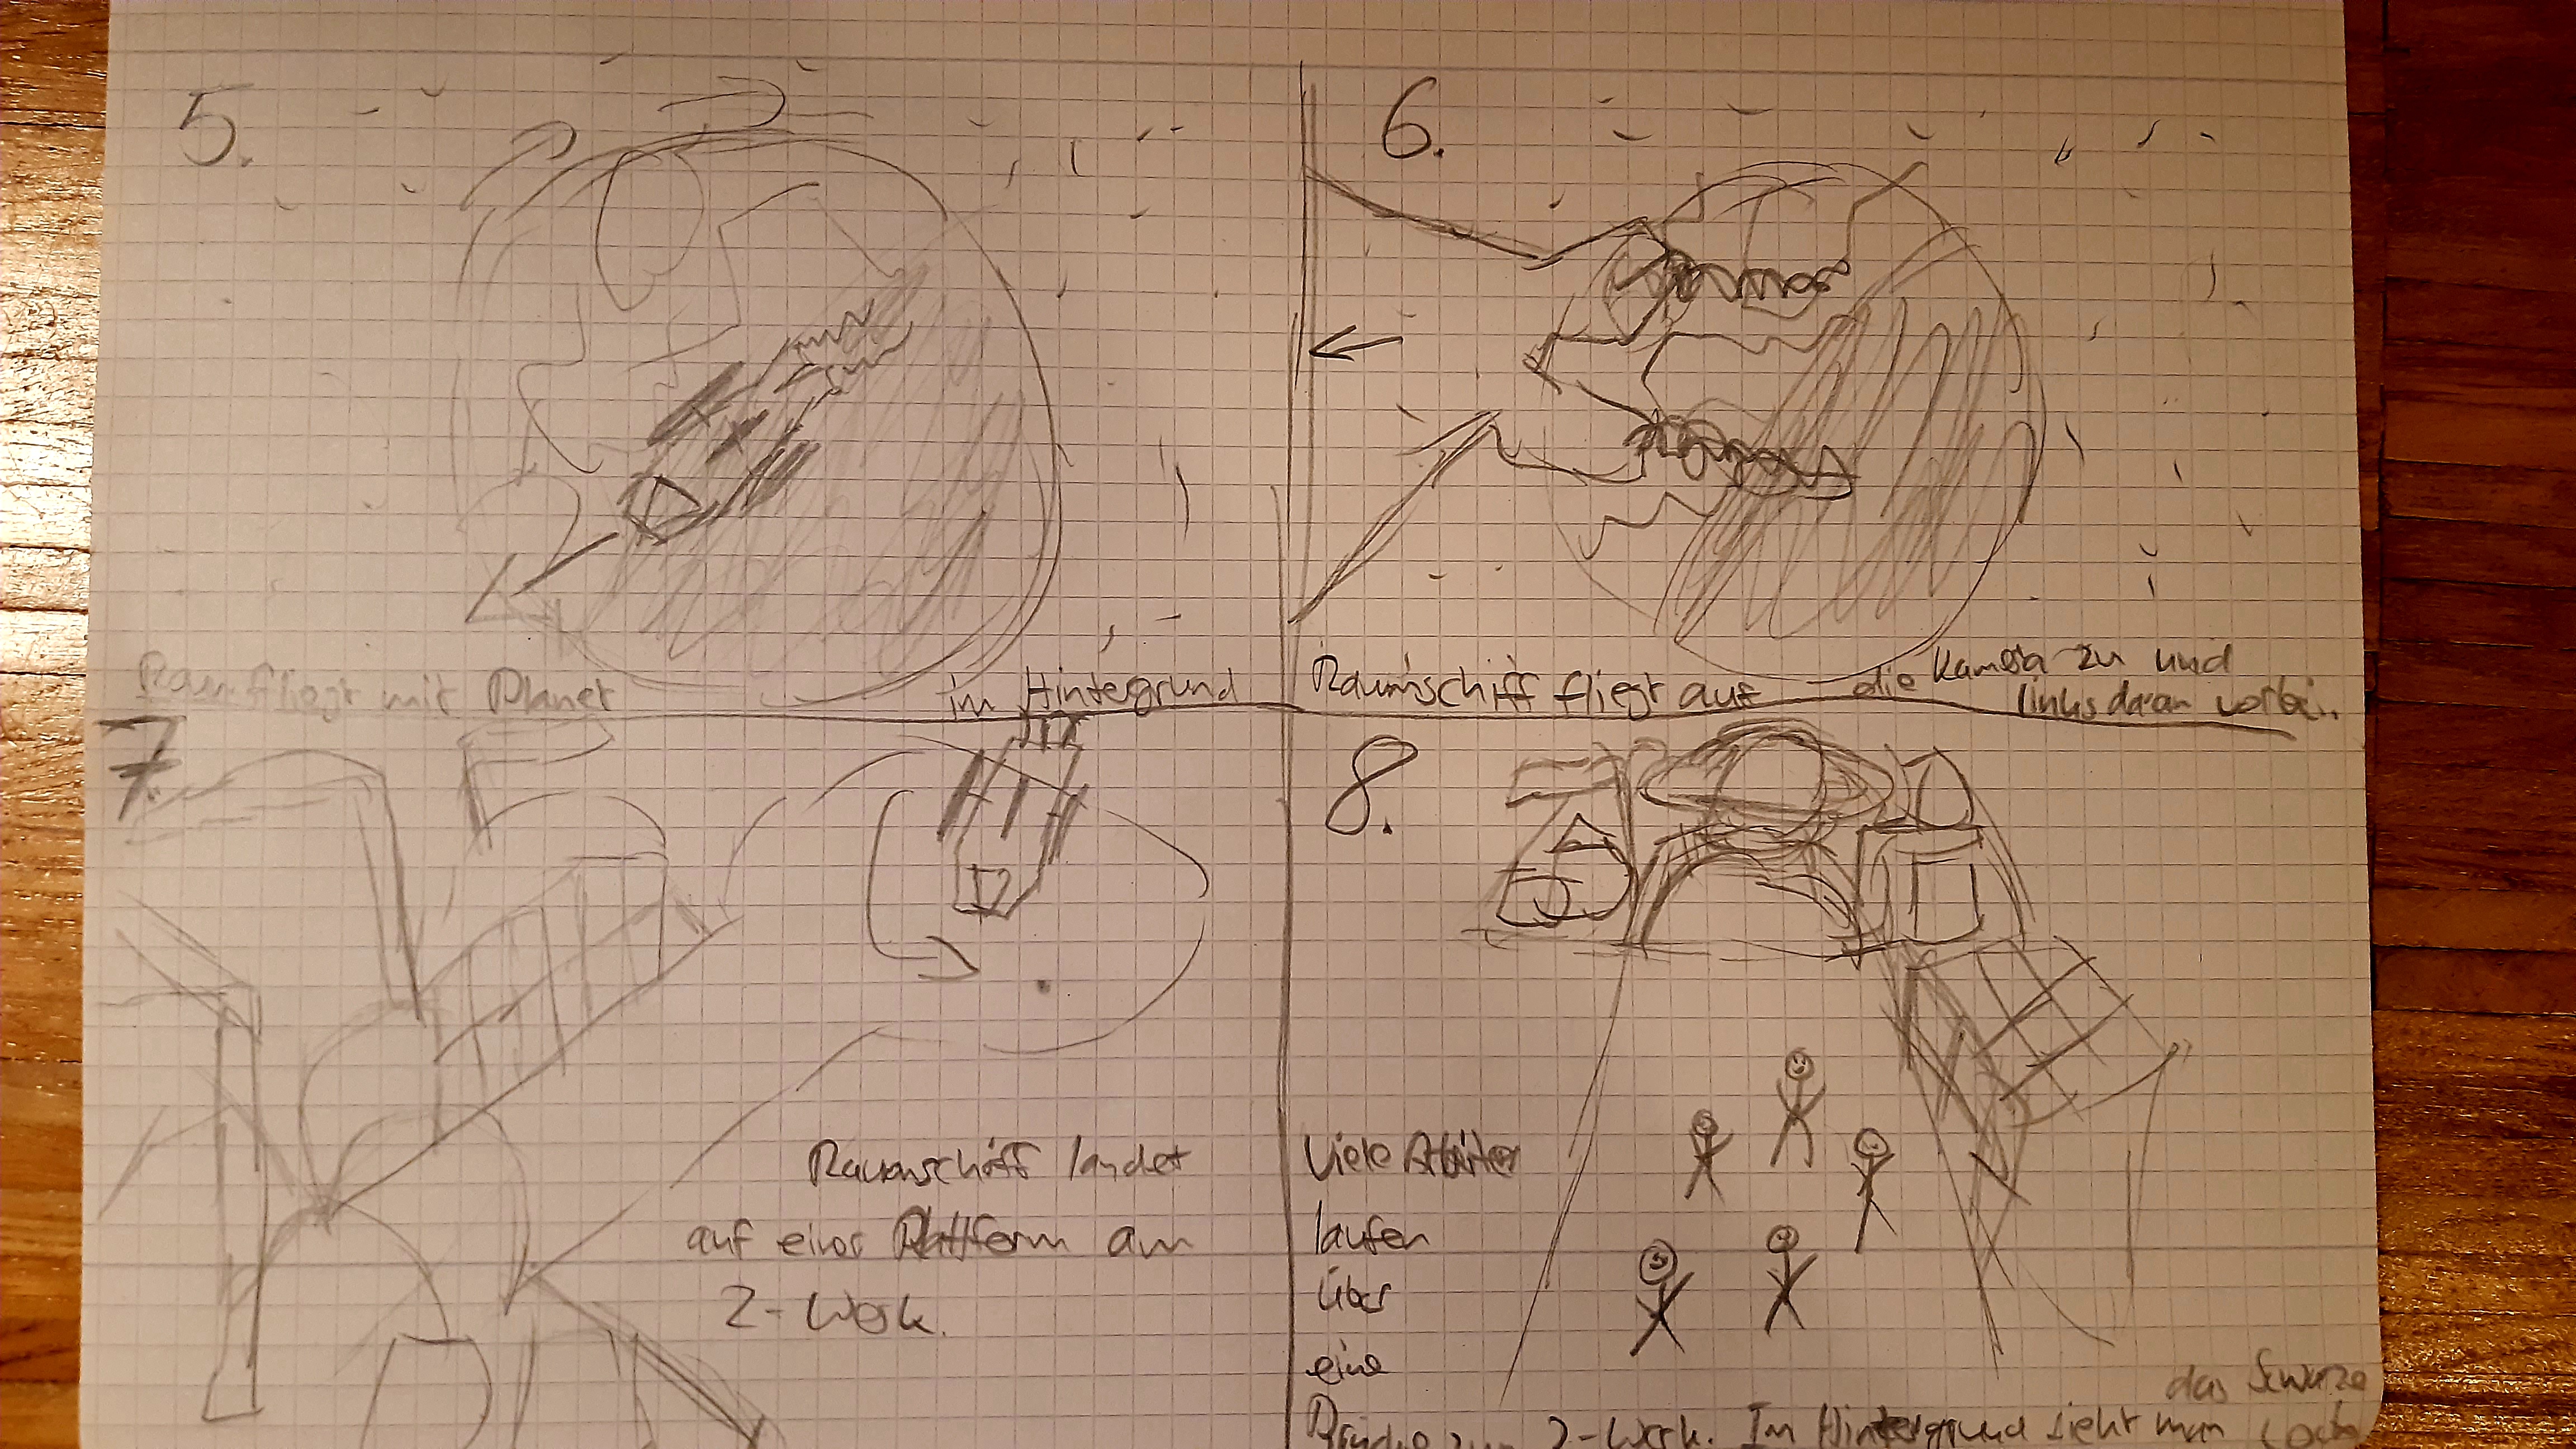 5.
fliegt mit Planet im Hintergrund
6.
Raumschiff fliegt auf die Kamera zu und
links daran vorbei.
7.
Raumschiff landet
auf einer Plattform am
Z-Werk.
8.
Viele Arbeiter
laufen
über
eine
das Schwarze
Brücke zum Z-Werk. Im Hintergrund sieht man Loch